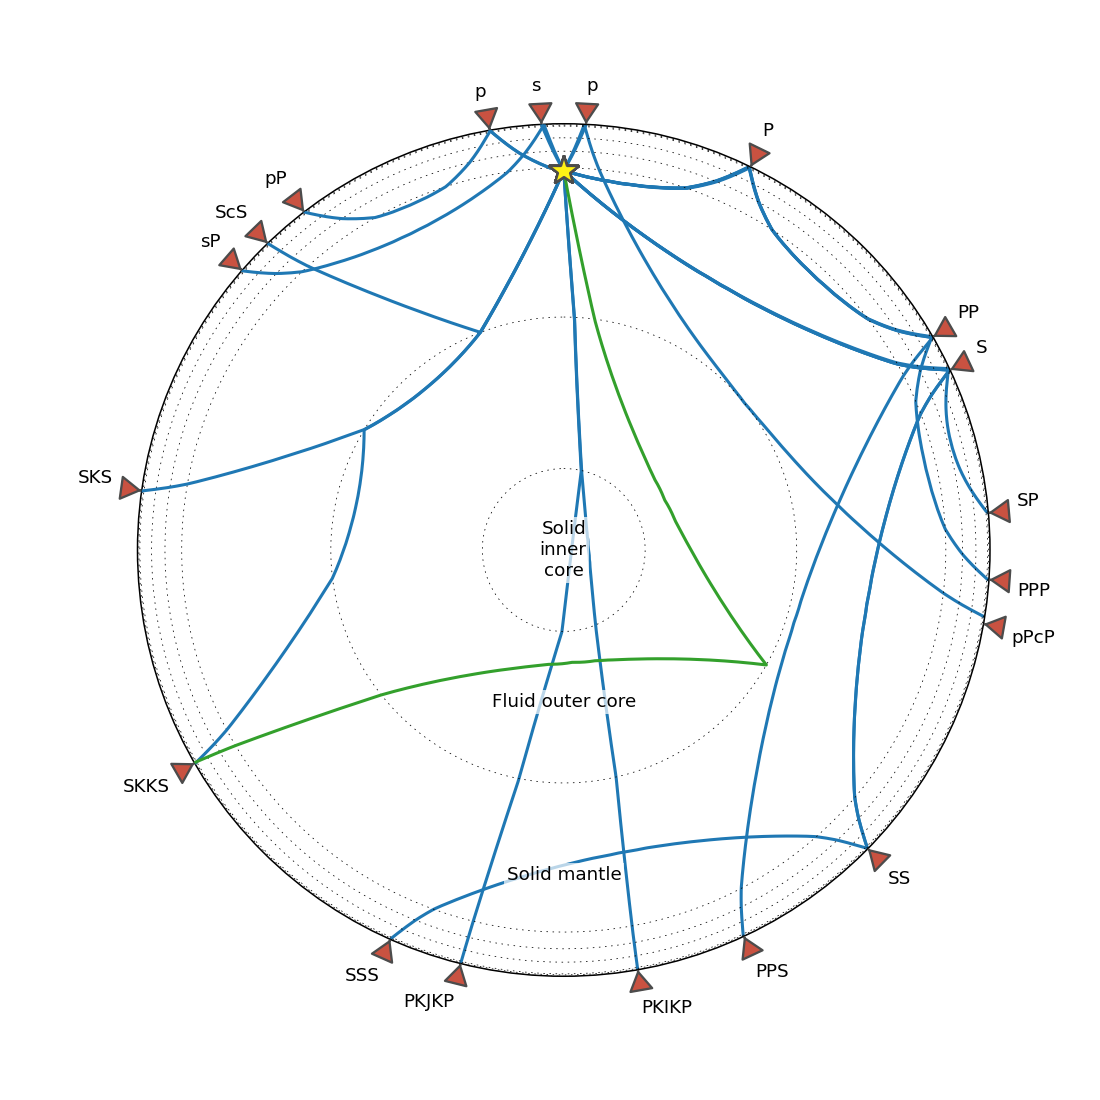 p
s
p
P
pP
ScS
sP
PP
S
SKS
SP
Solid
inner
core
PPP
pPcP
Fluid outer core
SKKS
Solid mantle
SS
SSS
PPS
PKJKP
PKIKP